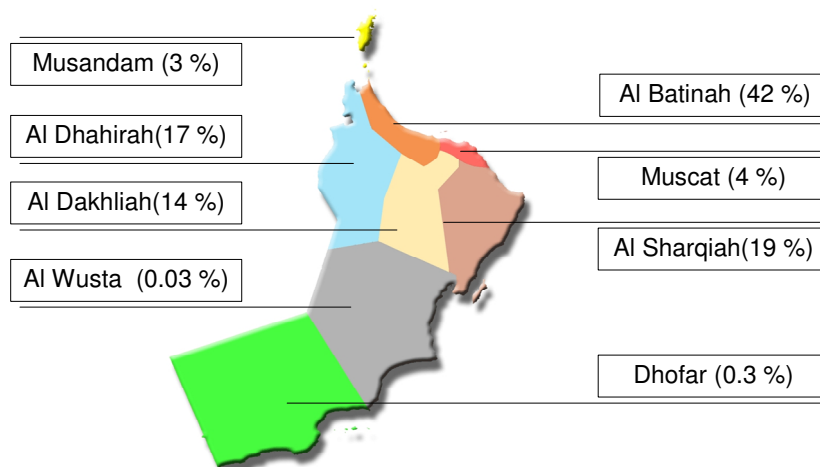 Musandam (3 %)
Al Dhahirah(17 %)
Al Dakhliah(14 %)
Al Wusta (0.03 %)
Al Batinah (42 %)
Muscat (4 %)
Al Sharqiah(19 %)
Dhofar (0.3 %)